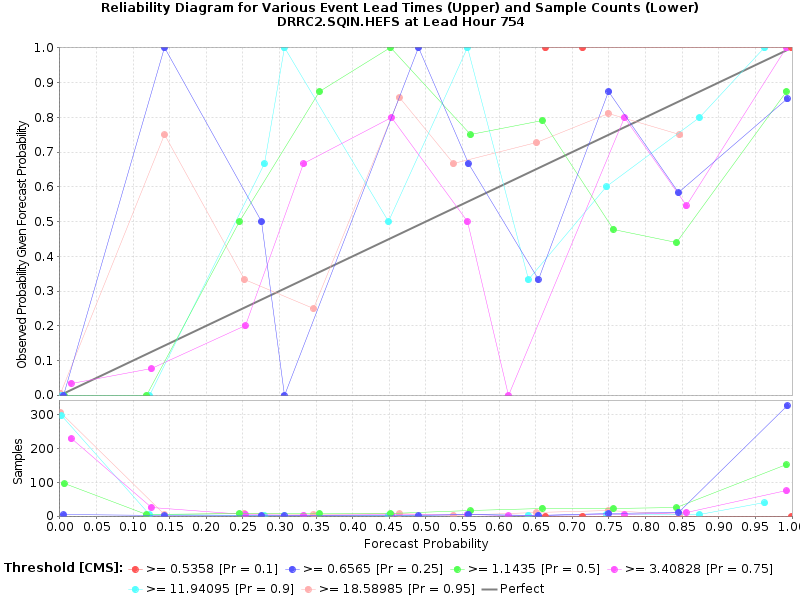 Reliability Diagram for Various Event Lead Times (Upper) and Sample Counts (Lower)
DRRC2.SQIN.HEFS at Lead Hour 754
Observed Probability Given Forecast Probability
1.0
0.9
0.8
0.7
0.6
0.5
0.4
0.3
0.2
0.1
0.0
Samples
300
200
100
0
0.00 0.05 0.10 0.15 0.20 0.25 0.30 0.35 0.40 0.45 0.50 0.55 0.60 0.65 0.70 0.75 0.80 0.85 0.90 0.95 1.00
Forecast Probability
Threshold [CMS]: >= 0.5358 [Pr = 0.1] >= 0.6565 [Pr = 0.25] >= 1.1435 [Pr = 0.5] >= 3.40828 [Pr = 0.75]
>= 11.94095 [Pr = 0.9] >= 18.58985 [Pr = 0.95] Perfect